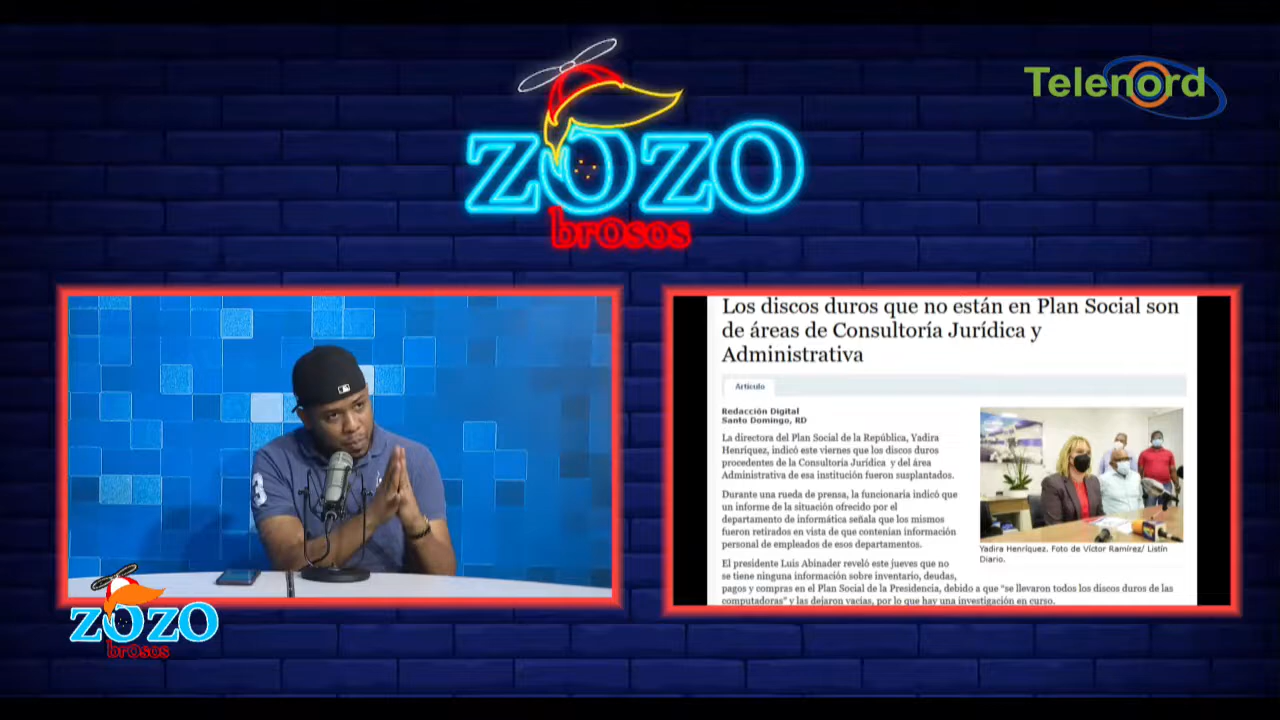 Telenord
zozo
brosos
Los discos duros que no están en Plan Social son
de áreas de Consultoría Jurídica y
Administrativa
Artículo
Redacción Digital
Santo Domingo, RD
La directora del Plan Social de la República, Yadira
Henríquez, indicó este viernes que los discos duros
procedentes de la Consultoría Jurídica y del área
Administrativa de esa institución fueron susplantados.
Durante una rueda de prensa, la funcionaria indicó que
un informe de la situación ofrecido por el
departamento de informática señala que los mismos
fueron retirados en vista de que contenían información
personal de empleados de esos departamentos.
El presidente Luis Abinader reveló este jueves que no
se tiene ninguna información sobre inventario, deudas,
pagos y compras en el Plan Social de la Presidencia, debido a que "se llevaron todos los discos duros de las
computadoras" y las dejaron vacías, por lo que hay una investigación en curso.
Yadira Henríquez. Foto de Víctor Ramírez/ Listín
Diario.
3
zozo
brosos